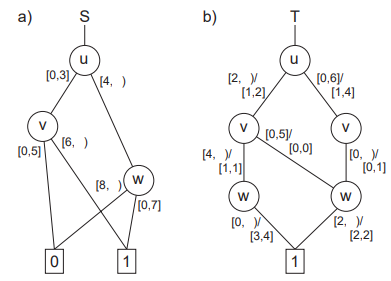 a)
S
u
[0,3]
[4, )
v
[0,5]
[6, )
[8, )
w
[0,7]
0
1
b)
T
u
[2, )/
[1,2]
[0,6]/
[1,4]
v
v
[0,5]/
[0,0]
[4, )/
[1,1]
[0, )/
[0,1]
w
w
[0, )/
[3,4]
[2, )/
[2,2]
1